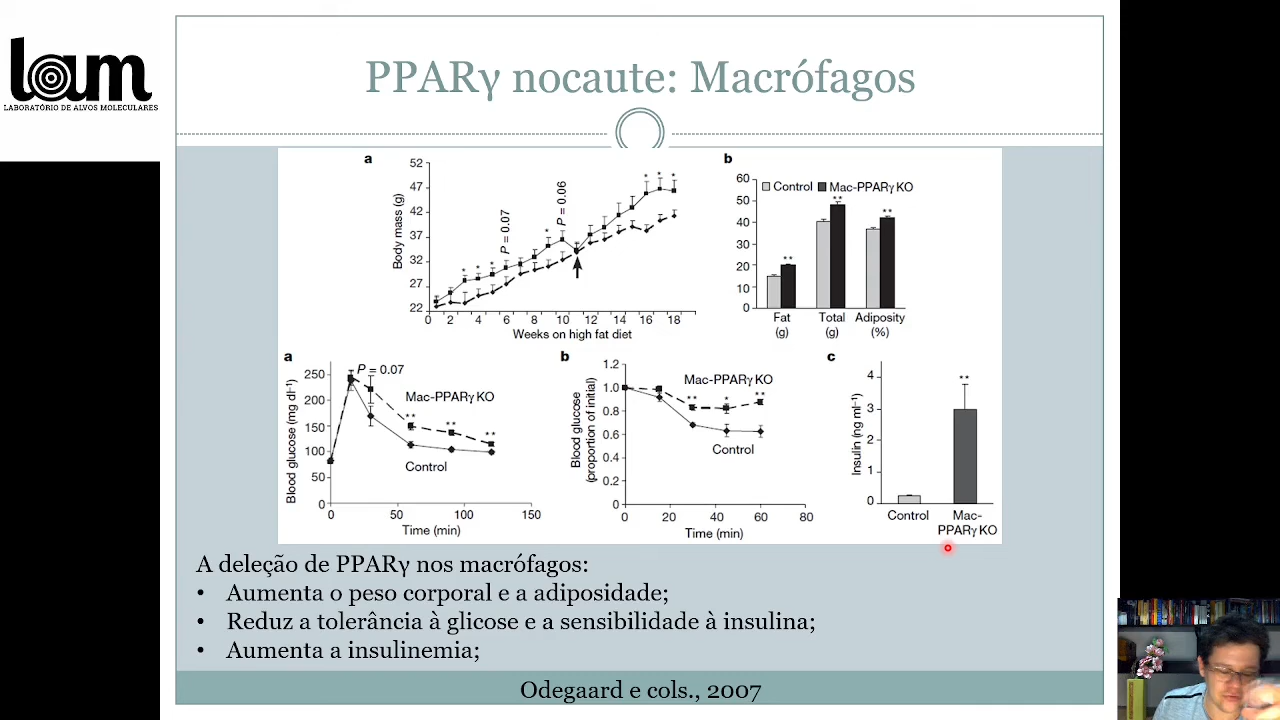 lam
LABORATÓRIO DE ALVOS MOLECULARES
PPARγ nocaute: Macrófagos
a
Body mass (g)
52
47
42
37
32
27
22
* * * P = 0.07 * P = 0.06 * * *
0 2 4 6 8 10 12 14 16 18
Weeks on high fat diet
b
Control Mac-PPARγ KO
60
50
40
30
20
10
0
** ** **
Fat (g)
Total (g)
Adiposity (%)
a
Blood glucose (mg dl⁻¹)
250
200
150
100
50
0
P = 0.07
Mac-PPARγ KO
** ** **
Control
0 50 100 150
Time (min)
b
Blood glucose
(proportion of initial)
1.2
1.0
0.8
0.6
0.4
0.2
0
Mac-PPARγ KO
** * **
Control
0 20 40 60 80
Time (min)
c
Insulin (ng ml⁻¹)
4
3
2
1
0
**
Control
Mac-
PPARγ KO
A deleção de PPARγ nos macrófagos:
• Aumenta o peso corporal e a adiposidade;
• Reduz a tolerância à glicose e a sensibilidade à insulina;
• Aumenta a insulinemia;
Odegaard e cols., 2007